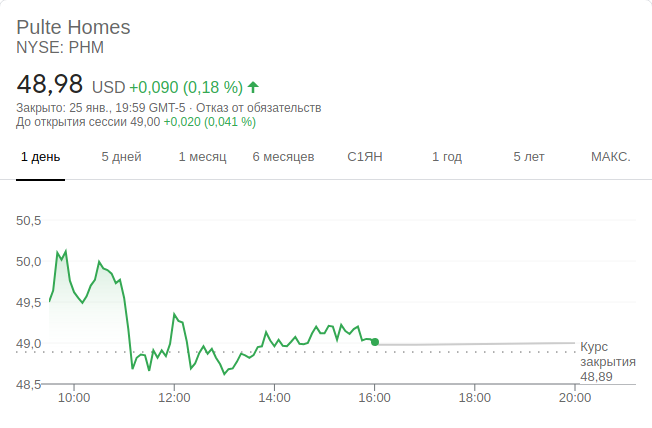 Pulte Homes
NYSE: PHM
48,98 USD +0,090 (0,18 %)
Закрыто: 25 янв., 19:59 GMT-5 · Отказ от обязательств
До открытия сессии 49,00 +0,020 (0,041 %)
1 день 5 дней 1 месяц 6 месяцев С1ЯН 1 год 5 лет МАКС.
50,5
50,0
49,5
49,0
Курс
закрытия
48,89
48,5
10:00 12:00 14:00 16:00 18:00 20:00